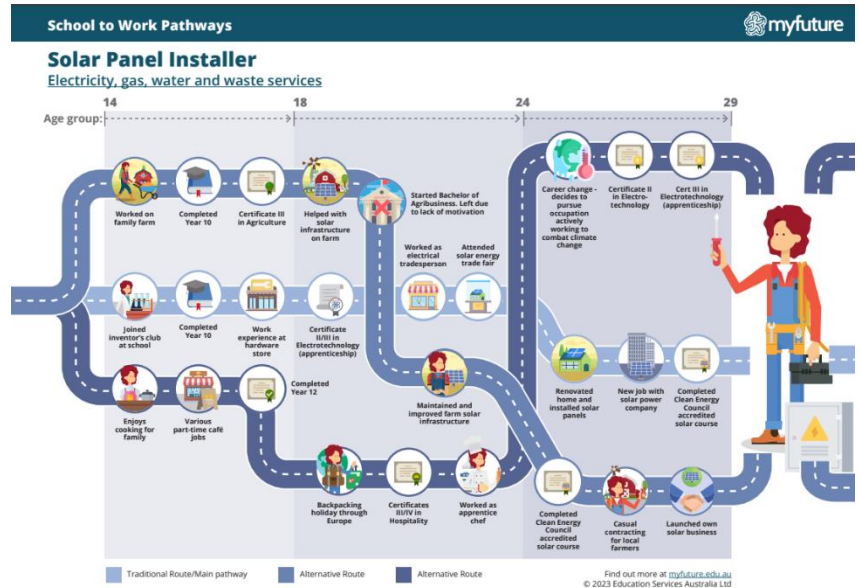 School to Work Pathways
myfuture
Solar Panel Installer
Electricity, gas, water and waste services
14
18
24
29
Age group:
Worked on
family farm
Completed
Year 10
Certificate III
in Agriculture
Helped with
solar
infrastructure
on farm
Started Bachelor of
Agribusiness. Left due
to lack of motivation
Career change -
decides to
pursue
occupation
actively
working to
combat climate
change
Certificate II
in Electro-
technology
Cert III in
Electrotechnology
(apprenticeship)
Worked as
electrical
tradesperson
Attended
solar energy
trade fair
Joined
inventor's club
at school
Completed
Year 10
Work
experience at
hardware
store
Certificate
II/III in
Electrotechnology
(apprenticeship)
Renovated
home and
installed solar
panels
New job with
solar power
company
Completed
Clean Energy
Council
accredited
solar course
Enjoys
cooking for
family
Various
part-time café
jobs
Completed
Year 12
Maintained and
improved farm solar
infrastructure
Backpacking
holiday through
Europe
Certificates
III/IV in
Hospitality
Worked as
apprentice
chef
Completed
Clean Energy
Council
accredited
solar course
Casual
contracting
for local
farmers
Launched own
solar business
Traditional Route/Main pathway
Alternative Route
Alternative Route
Find out more at myfuture.edu.au
© 2023 Education Services Australia Ltd